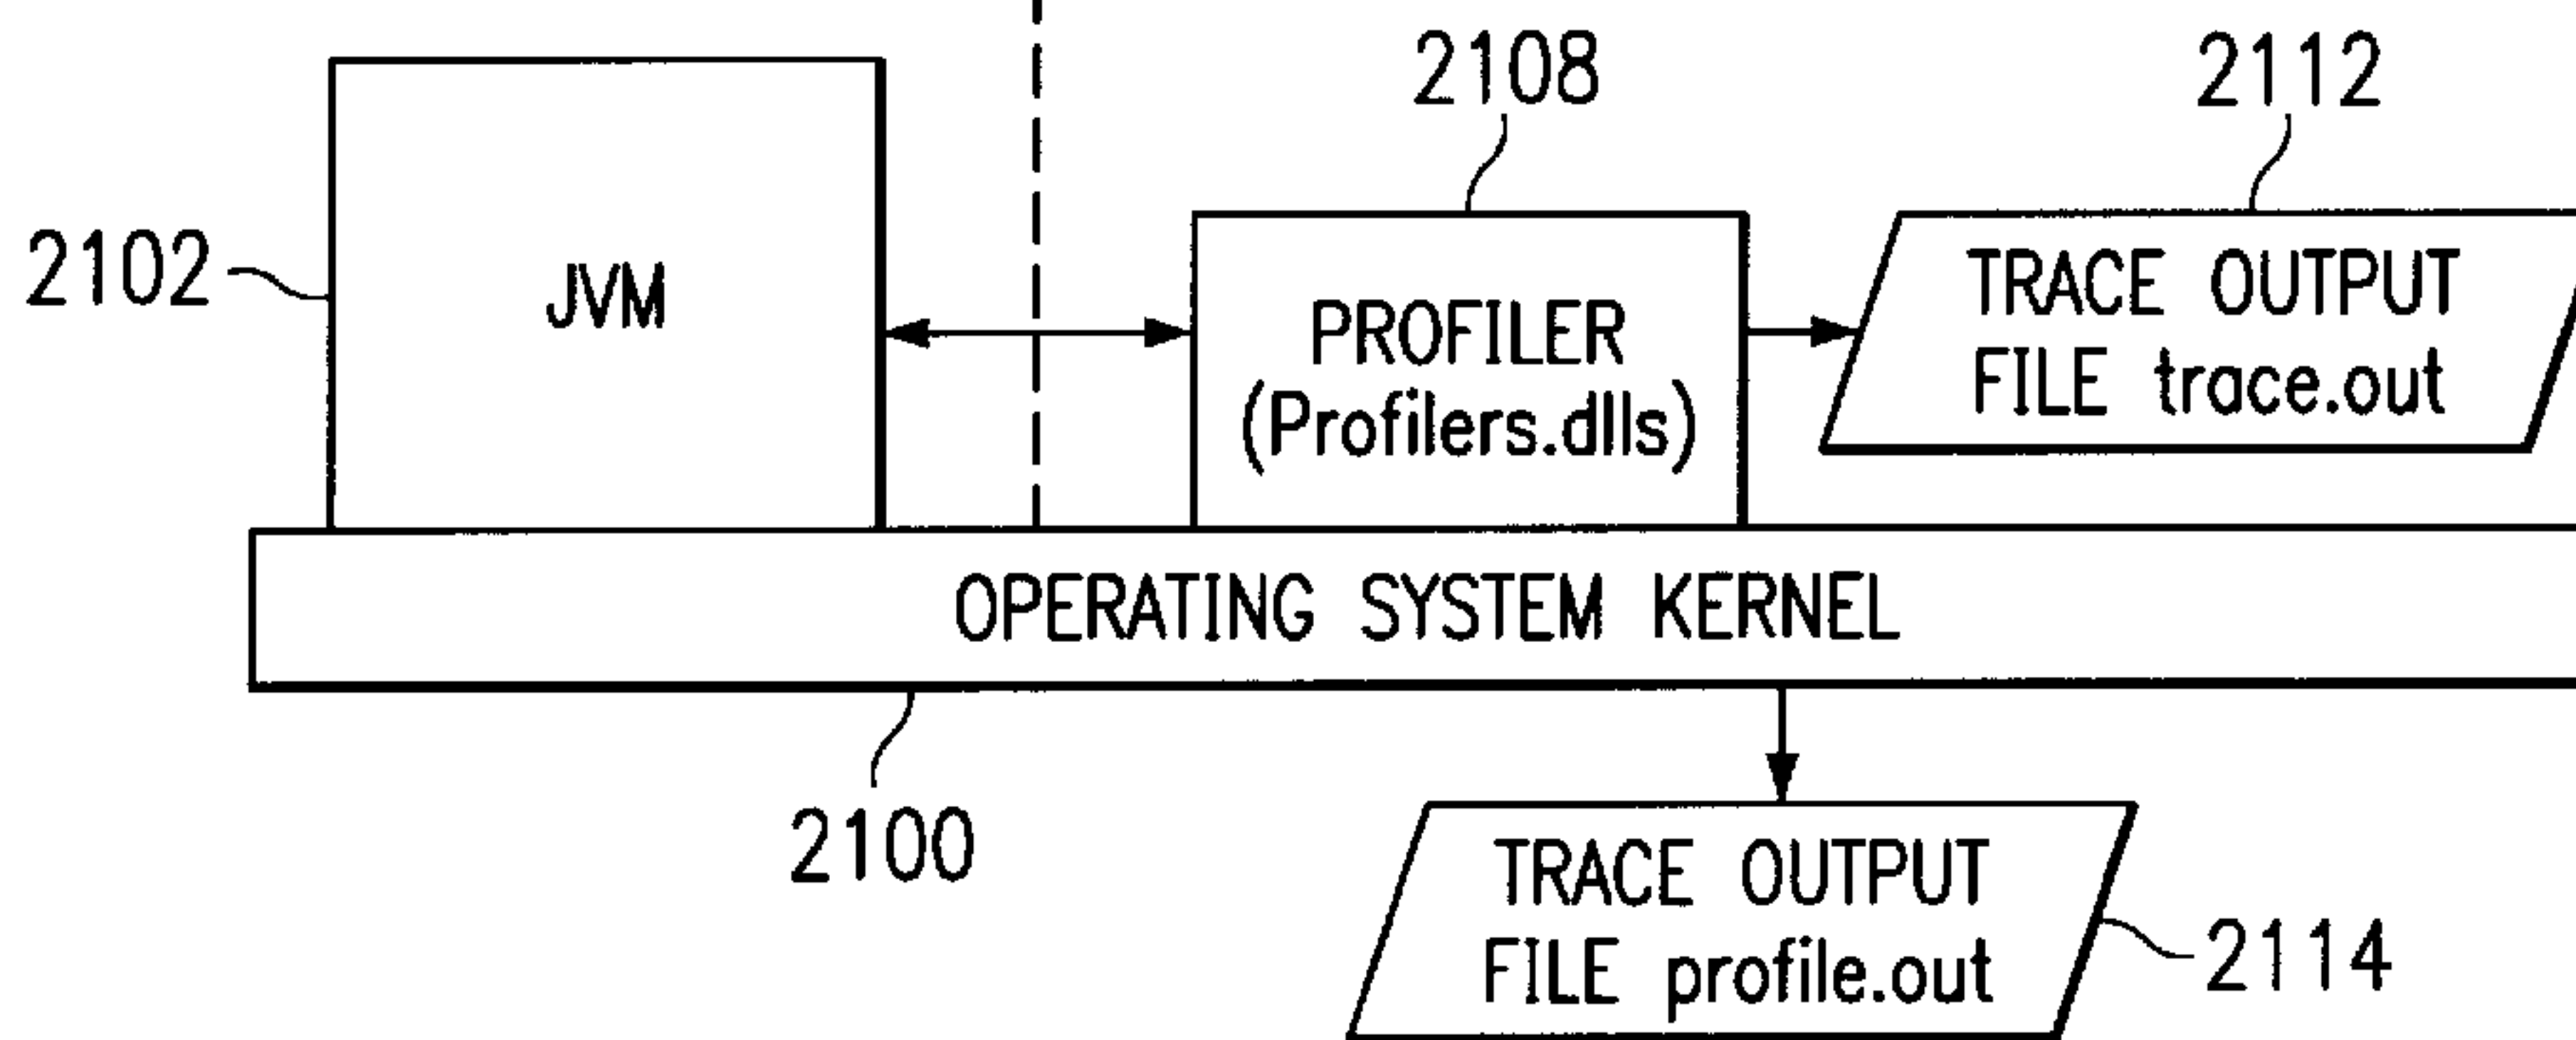 2108
2112
2102
JVM
PROFILER
(Profilers.dlls)
TRACE OUTPUT
FILE trace.out
OPERATING SYSTEM KERNEL
2100
TRACE OUTPUT
FILE profile.out
2114